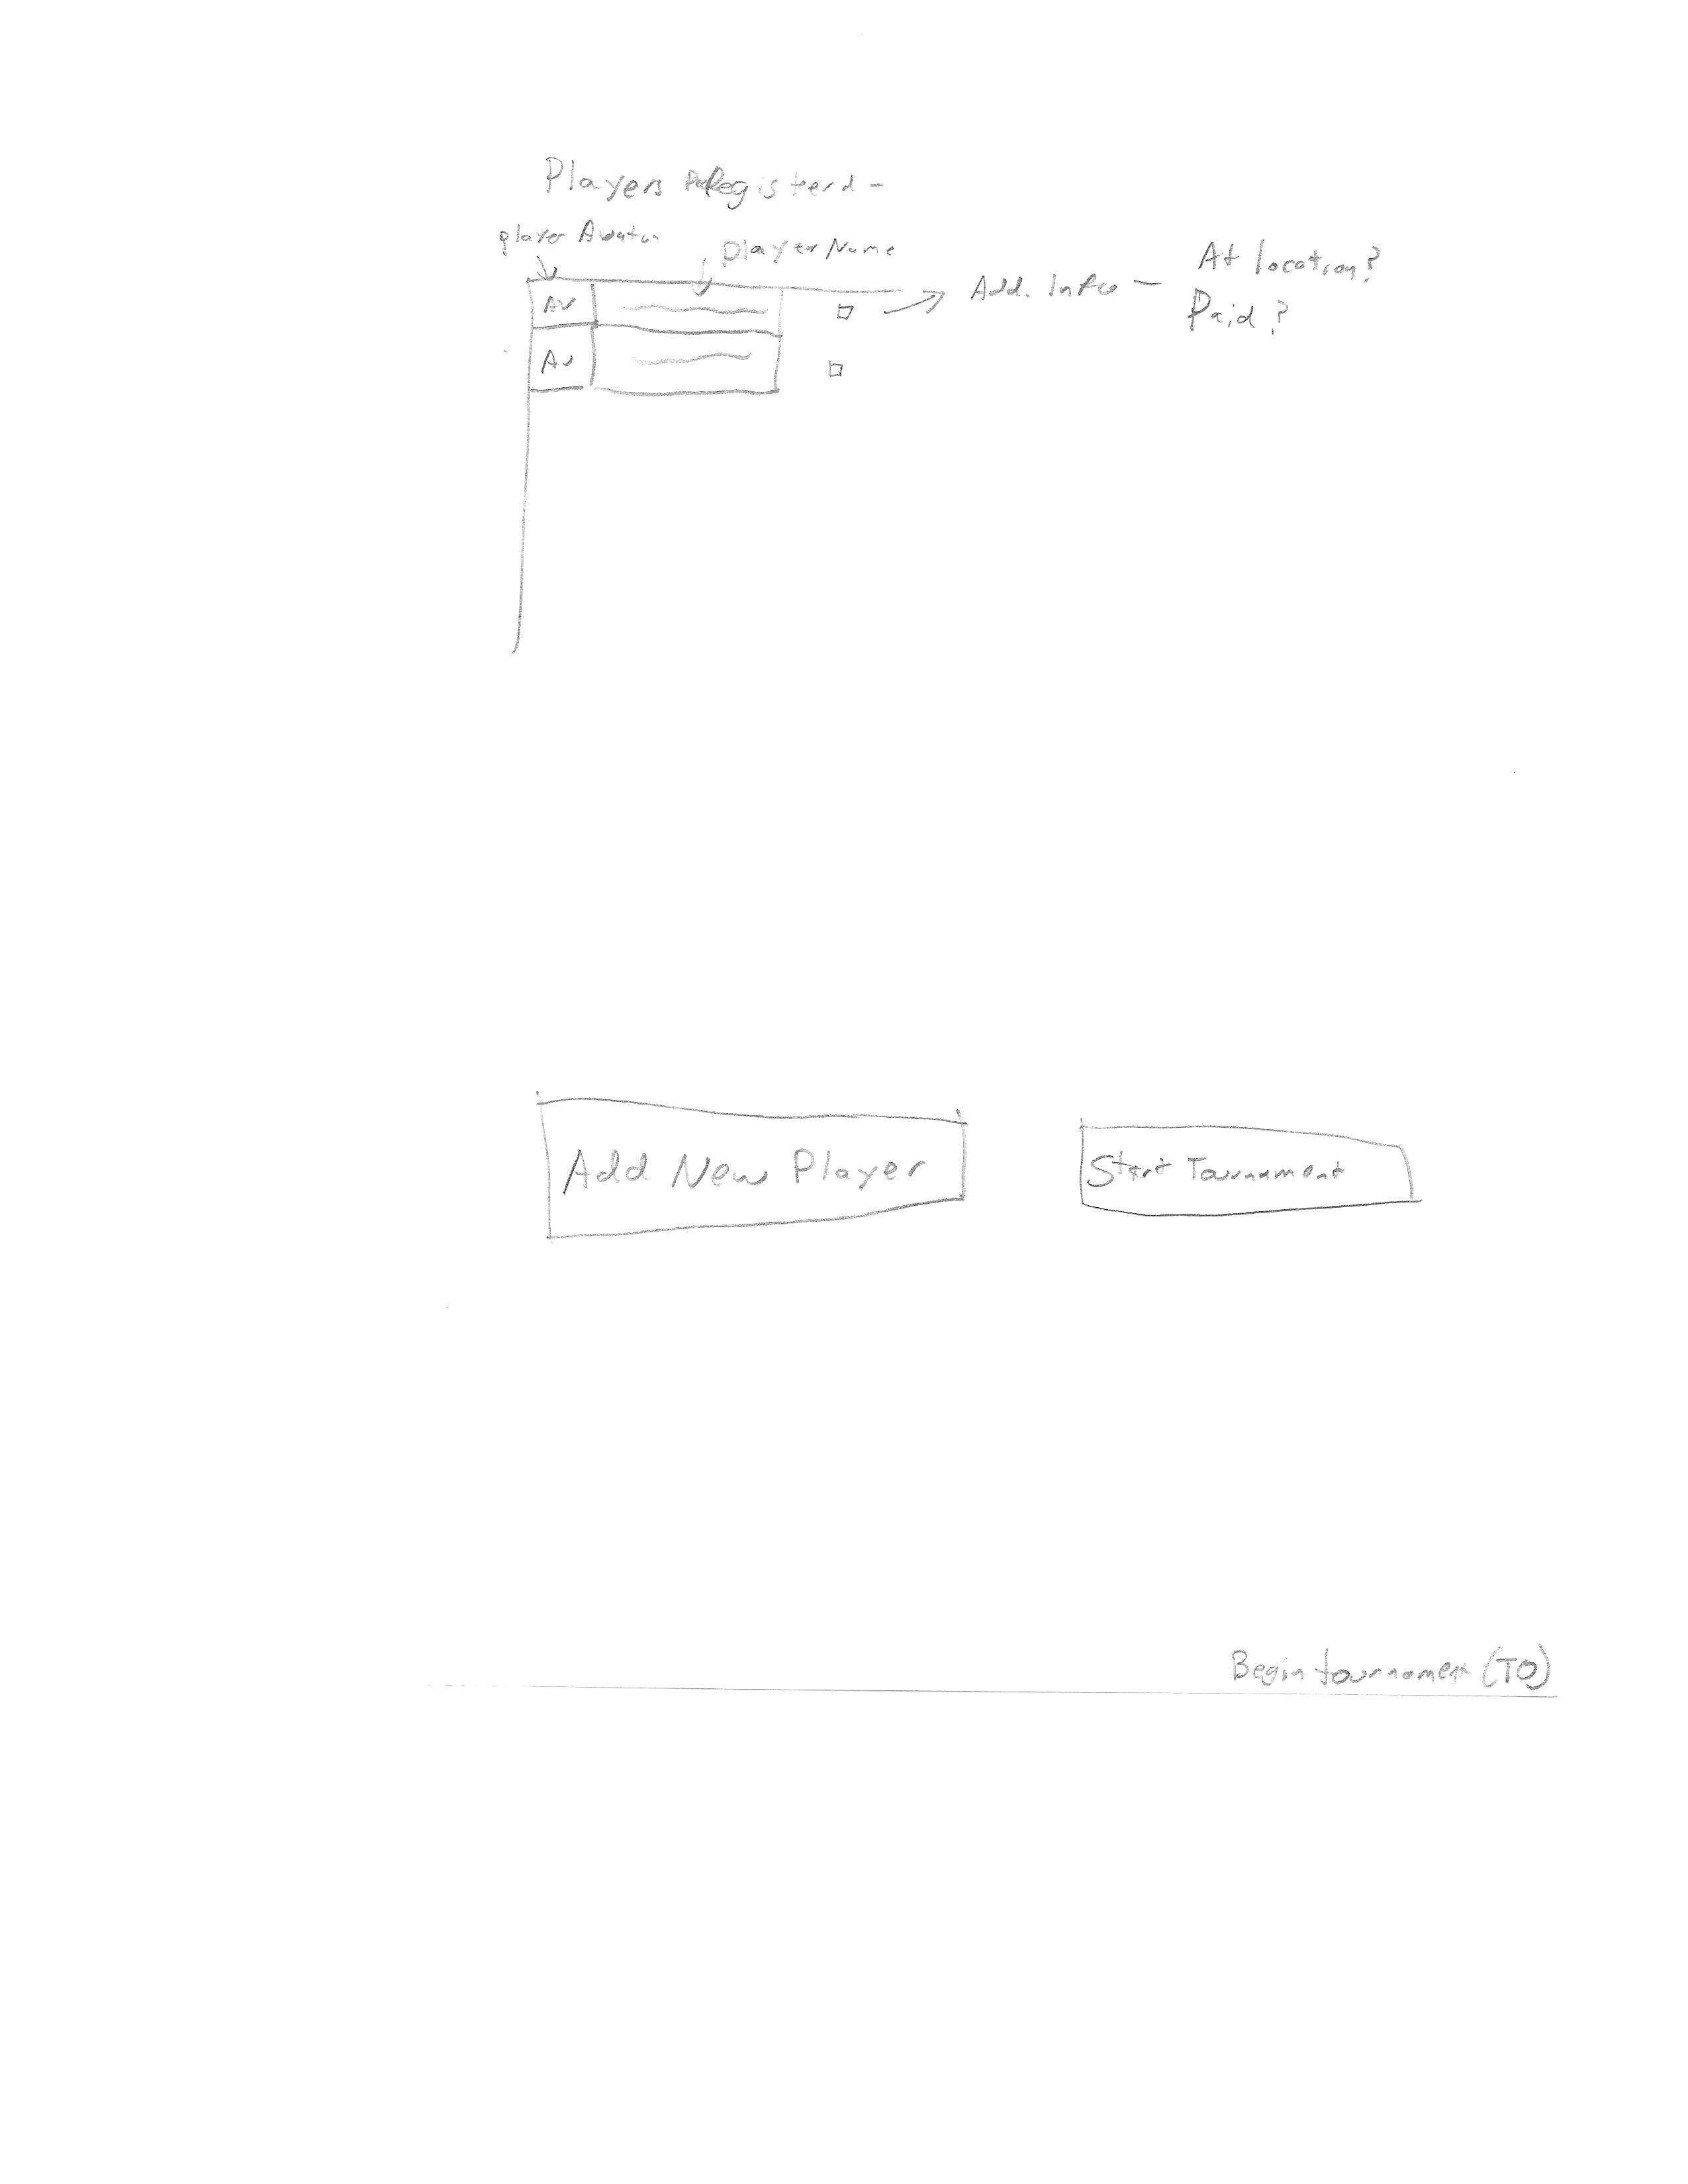 Players Registerd -
player Avatar
Player Name
Add. Info - At location?
Paid?
AV
AV
Add New Player
Start Tournament
Begin tournament (TO)